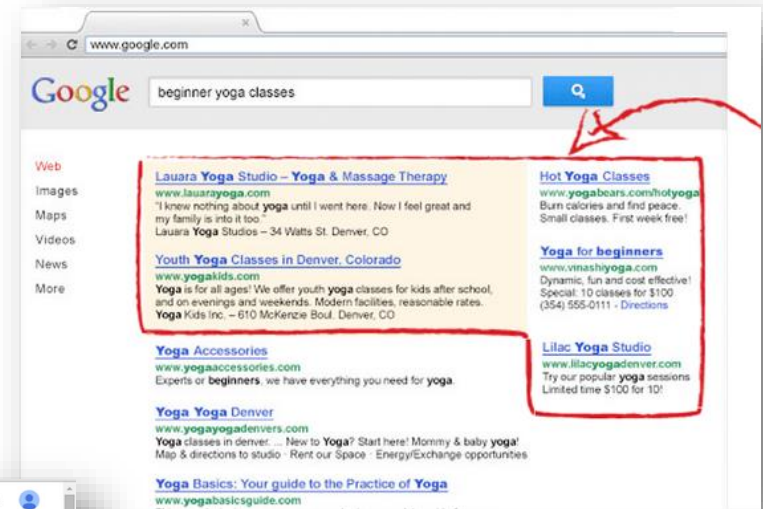 www.google.com
Google
beginner yoga classes
Web
Images
Maps
Videos
News
More
Lauara Yoga Studio – Yoga & Massage Therapy
www.lauarayoga.com
"I knew nothing about yoga until I went here. Now I feel great and
my family is into it too."
Lauara Yoga Studios – 34 Watts St. Denver, CO
Youth Yoga Classes in Denver, Colorado
www.yogakids.com
Yoga is for all ages! We offer youth yoga classes for kids after school,
and on evenings and weekends. Modern facilities, reasonable rates.
Yoga Kids Inc. – 610 McKenzie Boul. Denver, CO
Hot Yoga Classes
www.yogabears.com/hotyoga
Burn calories and find peace.
Small classes. First week free!
Yoga for beginners
www.vinashiyoga.com
Dynamic, fun and cost effective!
Special: 10 classes for $100.
(354) 555-0111 - Directions
Lilac Yoga Studio
www.lilacyogadenver.com
Try our popular yoga sessions
Limited time $100 for 10!
Yoga Accessories
www.yogaaccessories.com
Experts or beginners, we have everything you need for yoga.
Yoga Yoga Denver
www.yogayogadenvers.com
Yoga classes in denver. ... New to Yoga? Start here! Mommy & baby yoga!
Map & directions to studio · Rent our Space · Energy/Exchange opportunities
Yoga Basics: Your guide to the Practice of Yoga
www.yogabasicsguide.com